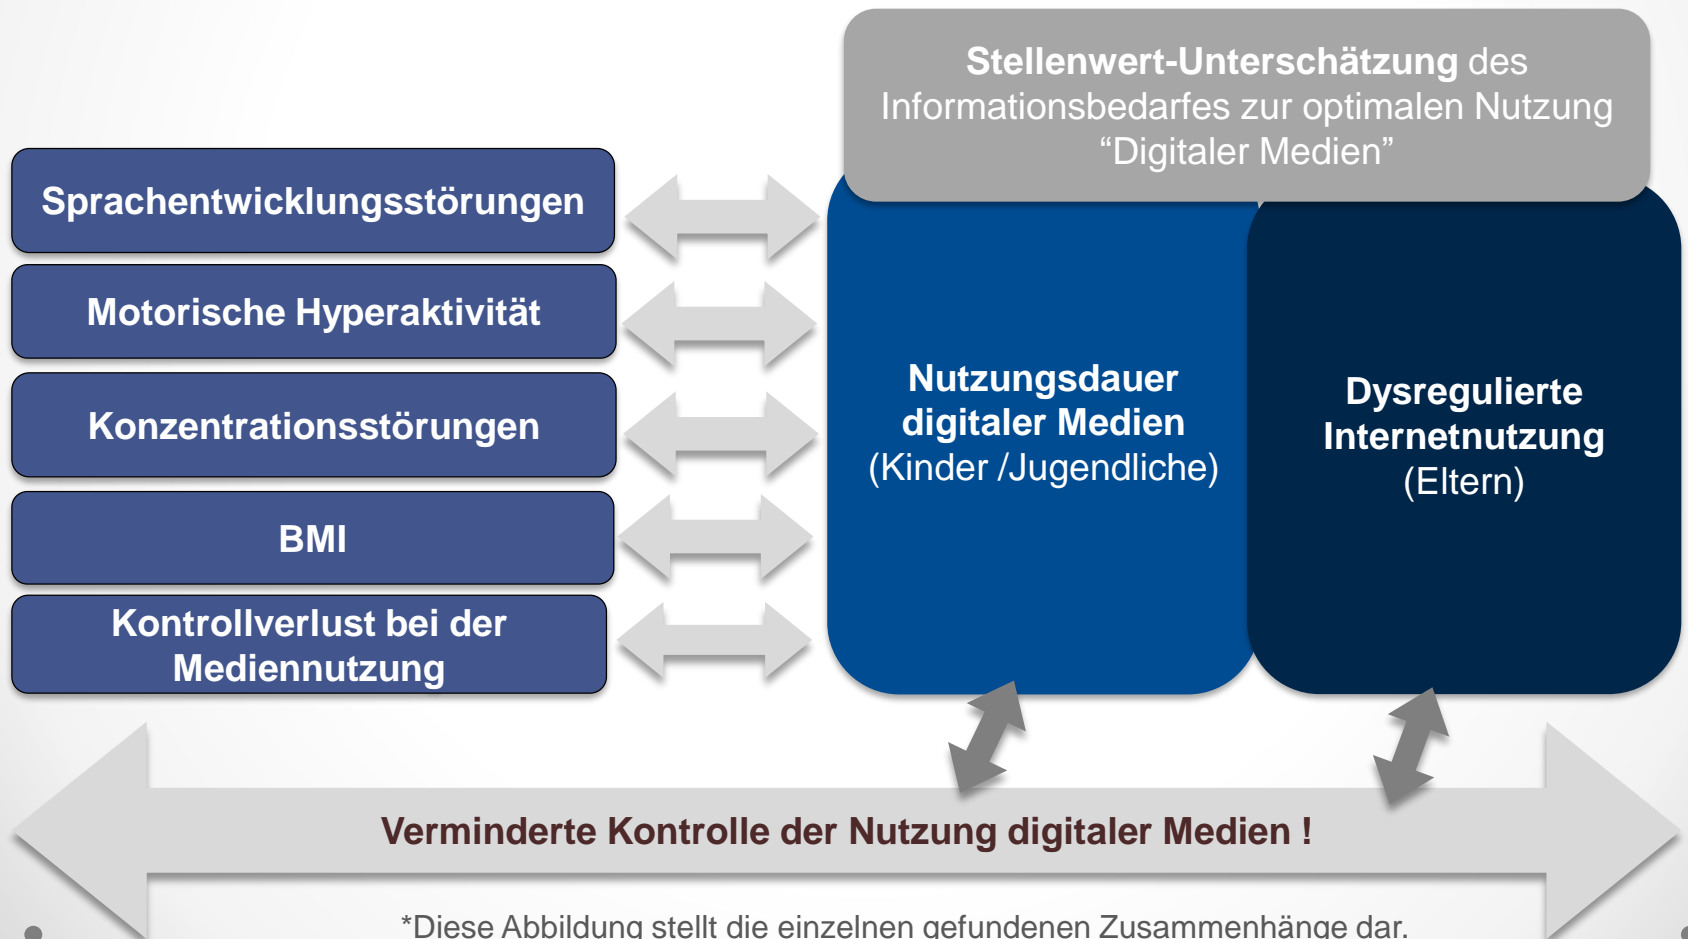 Stellenwert-Unterschätzung des
Informationsbedarfes zur optimalen Nutzung
“Digitaler Medien”
Sprachentwicklungsstörungen
Motorische Hyperaktivität
Konzentrationsstörungen
BMI
Kontrollverlust bei der
Mediennutzung
Nutzungsdauer
digitaler Medien
(Kinder /Jugendliche)
Dysregulierte
Internetnutzung
(Eltern)
Verminderte Kontrolle der Nutzung digitaler Medien !
*Diese Abbildung stellt die einzelnen gefundenen Zusammenhänge dar.